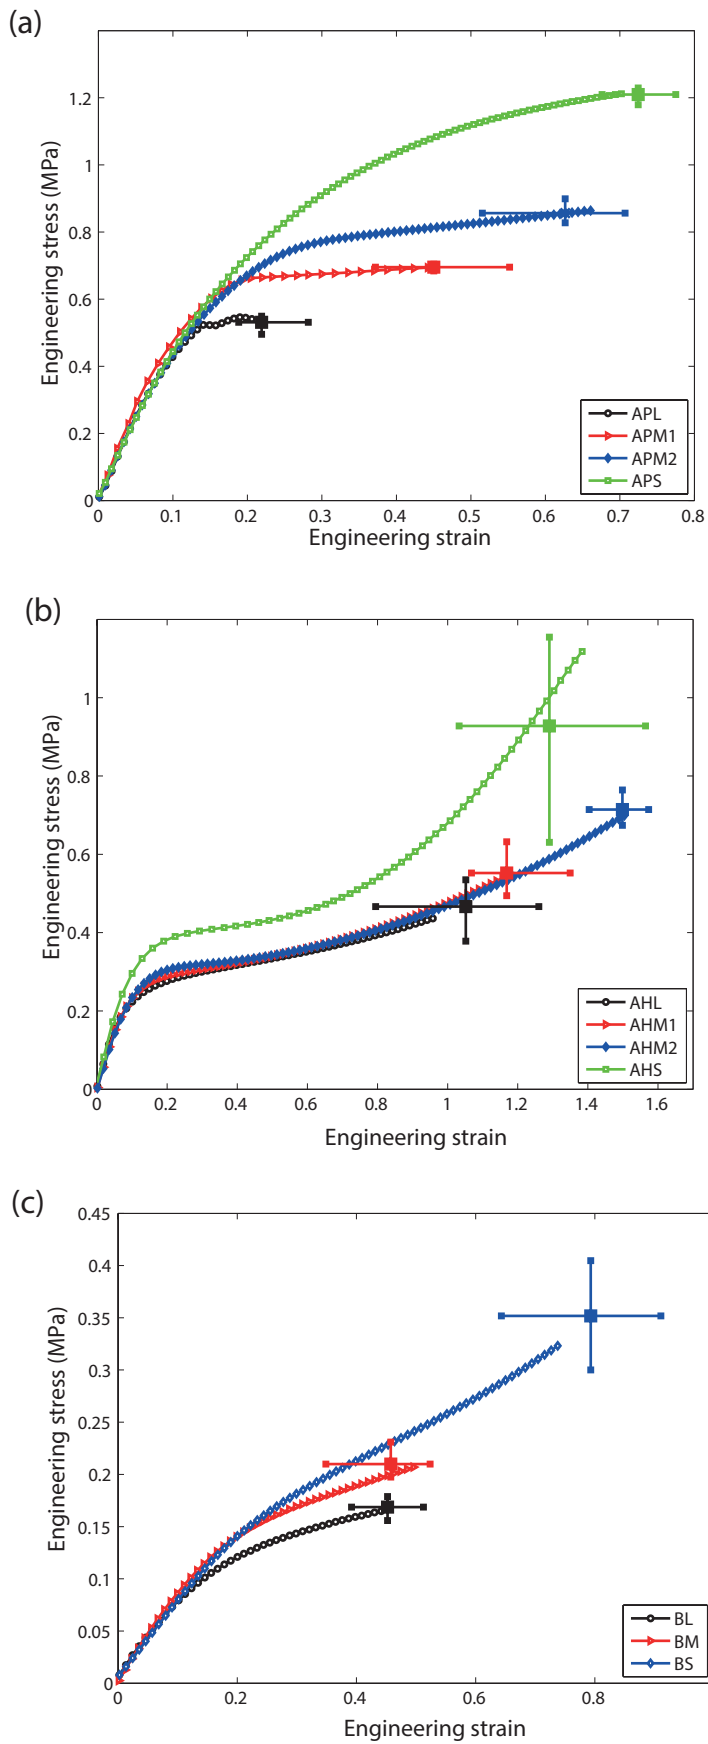 (a)
Engineering stress (MPa)
1.2
1
0.8
0.6
0.4
0.2
0
0 0.1 0.2 0.3 0.4 0.5 0.6 0.7 0.8
Engineering strain
APL
APM1
APM2
APS
(b)
Engineering stress (MPa)
1
0.8
0.6
0.4
0.2
0
0 0.2 0.4 0.6 0.8 1 1.2 1.4 1.6
Engineering strain
AHL
AHM1
AHM2
AHS
(c)
Engineering stress (MPa)
0.45
0.4
0.35
0.3
0.25
0.2
0.15
0.1
0.05
0
0 0.2 0.4 0.6 0.8
Engineering strain
BL
BM
BS